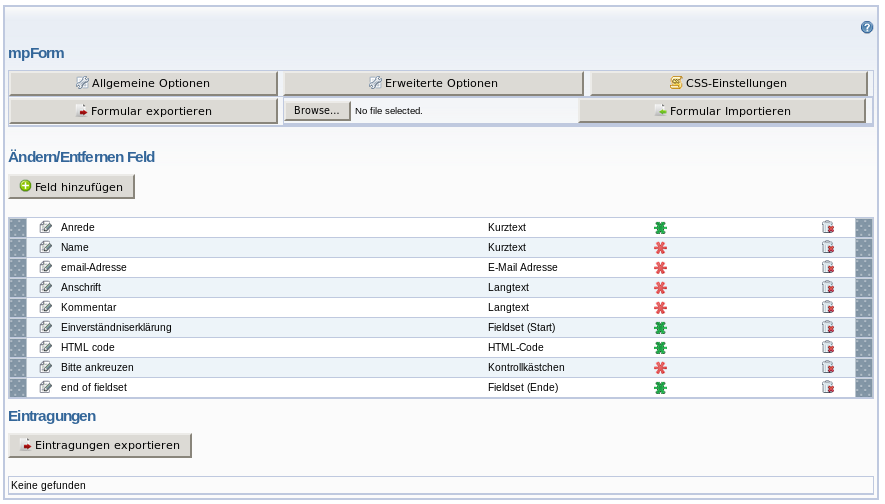 mpForm
Allgemeine Optionen Erweiterte Optionen CSS-Einstellungen
Formular exportieren Browse... No file selected. Formular Importieren
Ändern/Entfernen Feld
Feld hinzufügen
Anrede Kurztext
Name Kurztext
email-Adresse E-Mail Adresse
Anschrift Langtext
Kommentar Langtext
Einverständniserklärung Fieldset (Start)
HTML code HTML-Code
Bitte ankreuzen Kontrollkästchen
end of fieldset Fieldset (Ende)
Eintragungen
Eintragungen exportieren
Keine gefunden